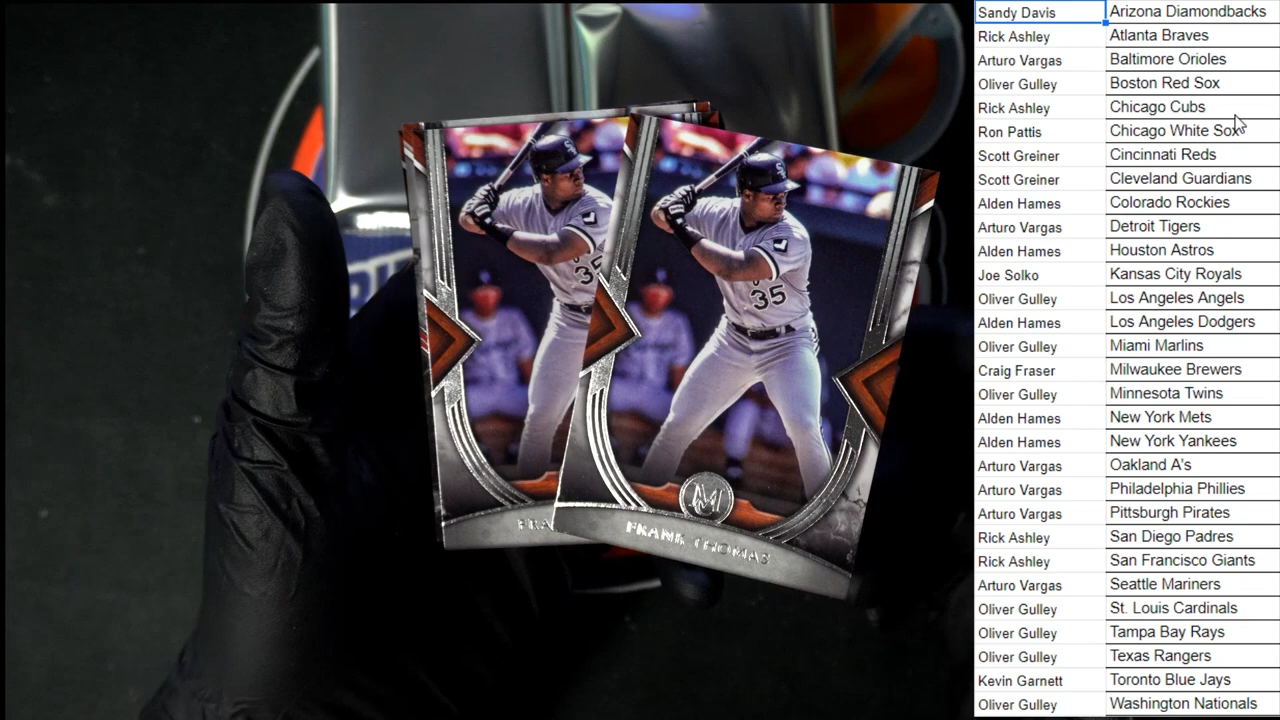 Sandy Davis Arizona Diamondbacks
Rick Ashley Atlanta Braves
Arturo Vargas Baltimore Orioles
Oliver Gulley Boston Red Sox
Rick Ashley Chicago Cubs
Ron Pattis Chicago White Sox
Scott Greiner Cincinnati Reds
Scott Greiner Cleveland Guardians
Alden Hames Colorado Rockies
Arturo Vargas Detroit Tigers
Alden Hames Houston Astros
Joe Solko Kansas City Royals
Oliver Gulley Los Angeles Angels
Alden Hames Los Angeles Dodgers
Oliver Gulley Miami Marlins
Craig Fraser Milwaukee Brewers
Oliver Gulley Minnesota Twins
Alden Hames New York Mets
Alden Hames New York Yankees
Arturo Vargas Oakland A's
Arturo Vargas Philadelphia Phillies
Arturo Vargas Pittsburgh Pirates
Rick Ashley San Diego Padres
Rick Ashley San Francisco Giants
Arturo Vargas Seattle Mariners
Oliver Gulley St. Louis Cardinals
Oliver Gulley Tampa Bay Rays
Oliver Gulley Texas Rangers
Kevin Garnett Toronto Blue Jays
Oliver Gulley Washington Nationals
35
35
M
FRA
FRANK THOMAS